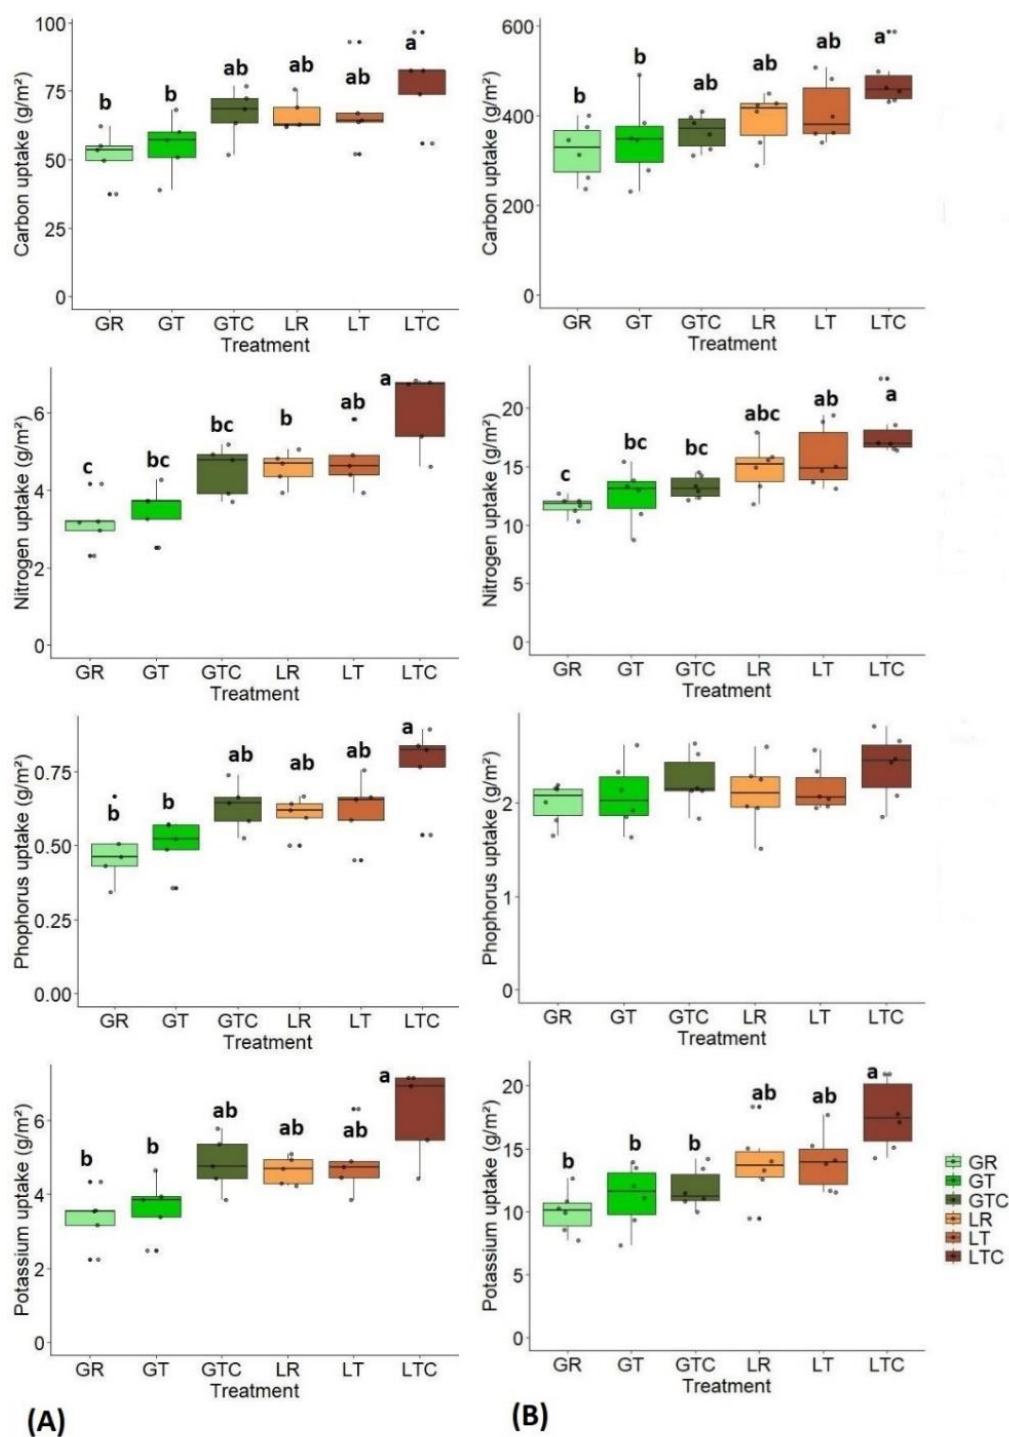 100
75
50
25
0
Carbon uptake (g/m²)
b
b
ab
ab
ab
a
GR GT GTC LR LT LTC
Treatment
600
400
200
0
Carbon uptake (g/m²)
b
b
ab
ab
ab
a
GR GT GTC LR LT LTC
Treatment
6
4
2
0
Nitrogen uptake (g/m²)
c
bc
bc
b
ab
a
GR GT GTC LR LT LTC
Treatment
20
15
10
5
0
Nitrogen uptake (g/m²)
c
bc
bc
abc
ab
a
GR GT GTC LR LT LTC
Treatment
0.75
0.50
0.25
0.00
Phophorus uptake (g/m²)
b
b
ab
ab
ab
a
GR GT GTC LR LT LTC
Treatment
2
1
0
Phophorus uptake (g/m²)
GR GT GTC LR LT LTC
Treatment
6
4
2
0
Potassium uptake (g/m²)
b
b
ab
ab
ab
a
GR GT GTC LR LT LTC
Treatment
20
15
10
5
0
Potassium uptake (g/m²)
b
b
b
ab
ab
a
GR GT GTC LR LT LTC
Treatment
GR
GT
GTC
LR
LT
LTC
(A)
(B)